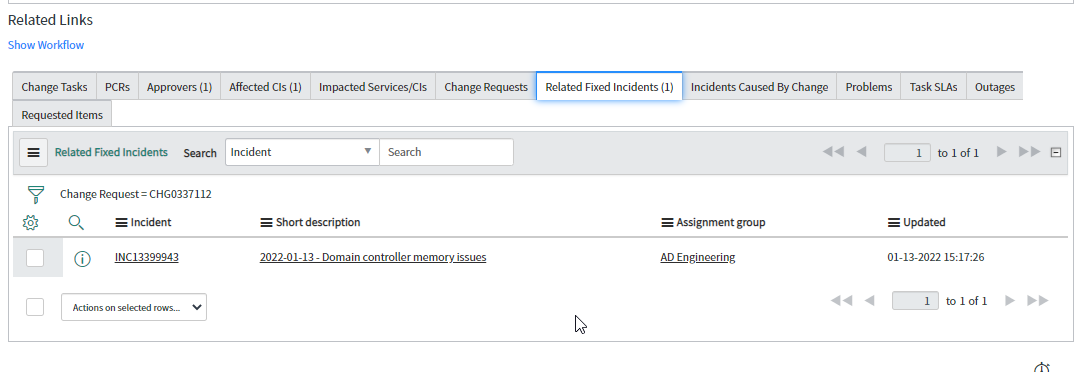 Related Links
Show Workflow
Change Tasks PCRs Approvers (1) Affected CIs (1) Impacted Services/CIs Change Requests Related Fixed Incidents (1) Incidents Caused By Change Problems Task SLAs Outages
Requested Items
Related Fixed Incidents Search Incident Search 1 to 1 of 1
Change Request = CHG0337112
Incident Short description Assignment group Updated
INC13399943 2022-01-13 - Domain controller memory issues AD Engineering 01-13-2022 15:17:26
Actions on selected rows... 1 to 1 of 1